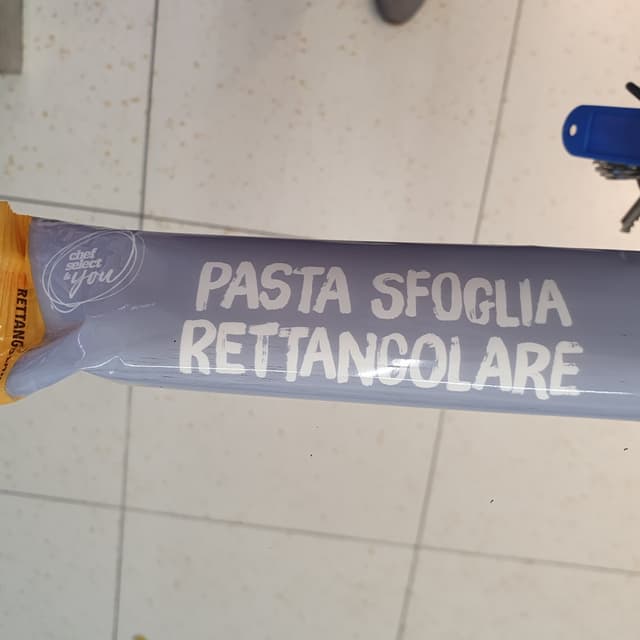 chef
select
& you
PASTA SFOGLIA
RETTANGOLARE